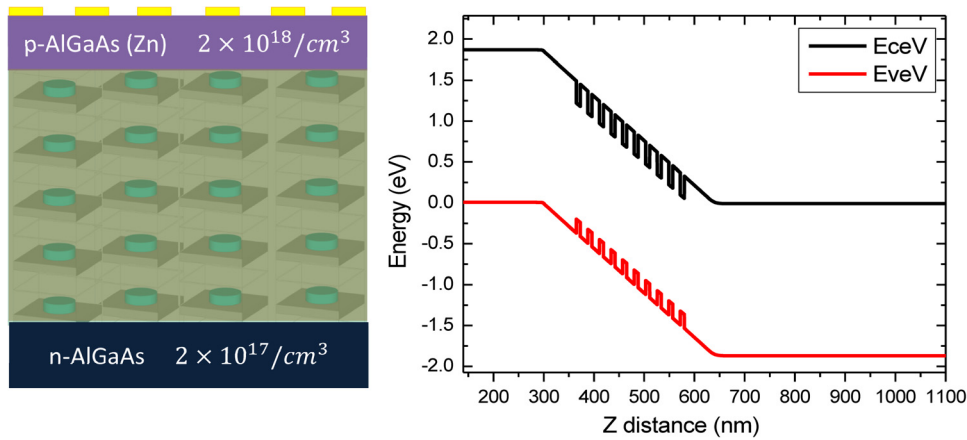 p-AlGaAs (Zn) 2 × 10^18/cm^3
n-AlGaAs 2 × 10^17/cm^3
EceV
EveV
2.0
1.5
1.0
0.5
0.0
-0.5
-1.0
-1.5
-2.0
Energy (eV)
200 300 400 500 600 700 800 900 1000 1100
Z distance (nm)